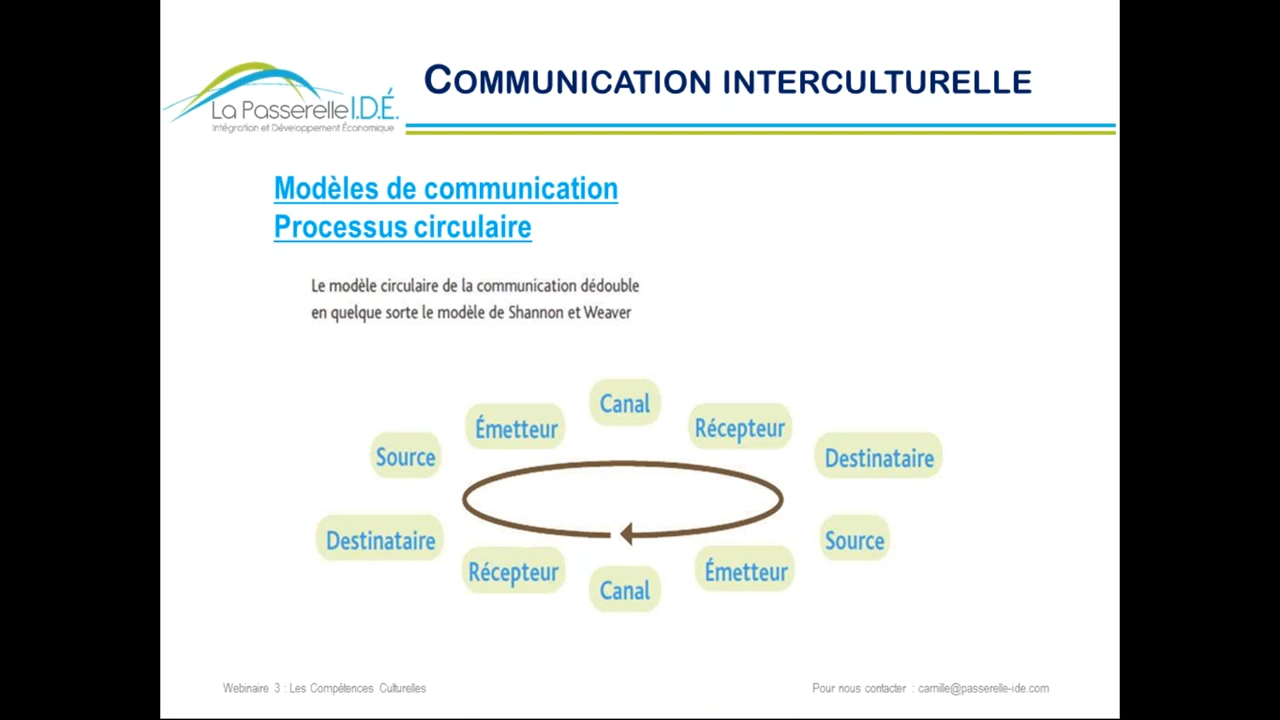 COMMUNICATION INTERCULTURELLE
La Passerelle I.D.É.
Intégration et Développement Économique
Modèles de communication
Processus circulaire
Le modèle circulaire de la communication dédouble
en quelque sorte le modèle de Shannon et Weaver
Canal
Émetteur
Récepteur
Source
Destinataire
Destinataire
Source
Récepteur
Émetteur
Canal
Webinaire 3 : Les Compétences Culturelles
Pour nous contacter : camille@passerelle-ide.com